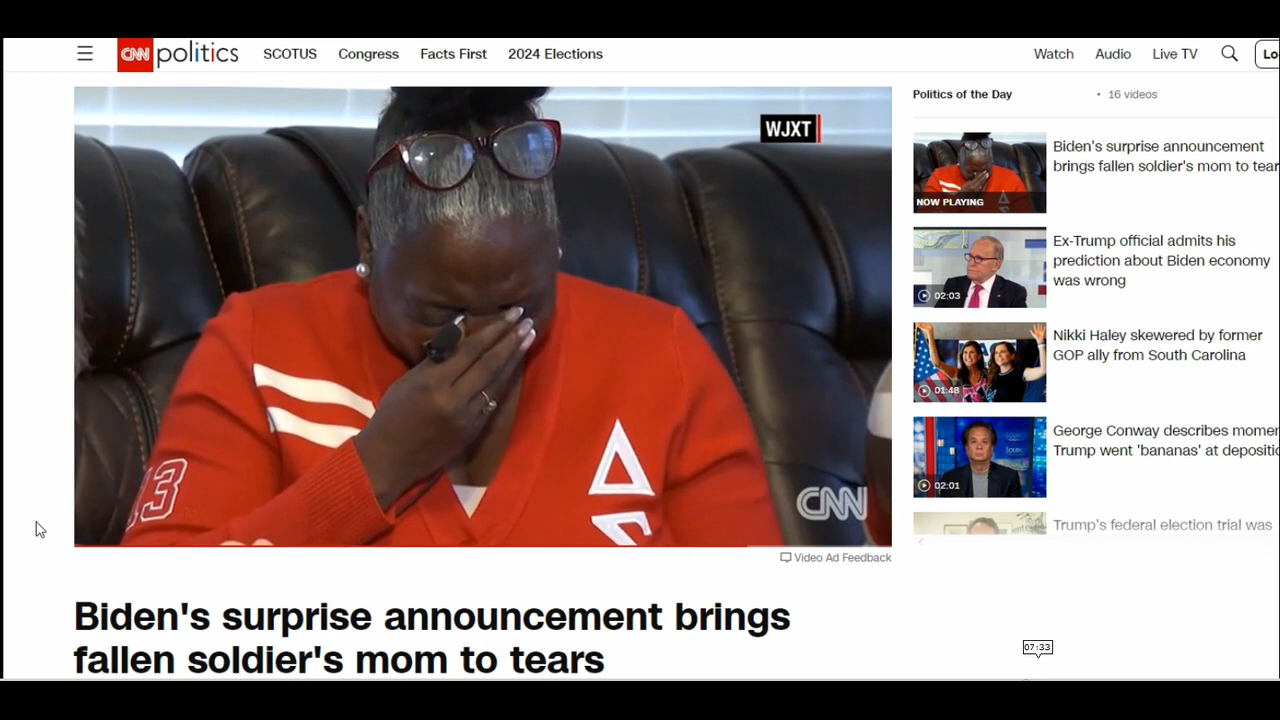 CNN politics SCOTUS Congress Facts First 2024 Elections Watch Audio Live TV Lo
WJXT
13
Δ
CNN
Video Ad Feedback
Biden's surprise announcement brings
fallen soldier's mom to tears
07:33
Politics of the Day • 16 videos
NOW PLAYING
Biden's surprise announcement
brings fallen soldier's mom to tear
02:03
Ex-Trump official admits his
prediction about Biden economy
was wrong
01:48
Nikki Haley skewered by former
GOP ally from South Carolina
02:01
George Conway describes momen
Trump went 'bananas' at depositio
Trump's federal election trial was